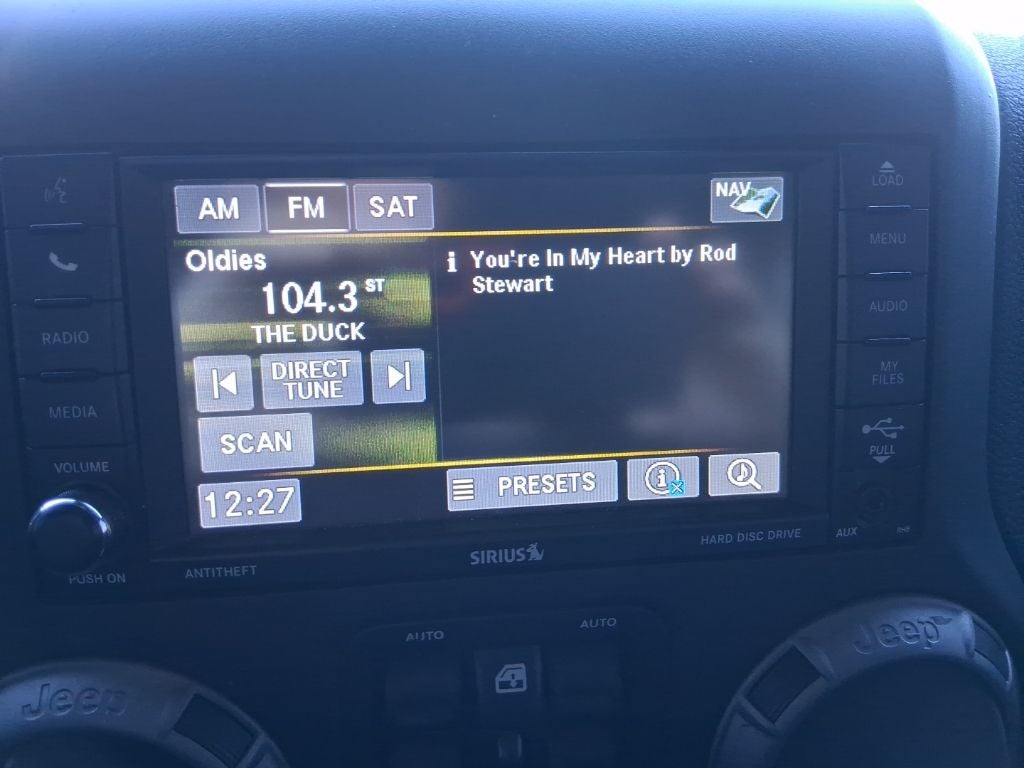 AM FM SAT
NAV
Oldies
104.3 ST
THE DUCK
DIRECT
TUNE
SCAN
12:27
i You're In My Heart by Rod
Stewart
PRESETS
i
RADIO
MEDIA
VOLUME
PUSH ON
LOAD
MENU
AUDIO
MY
FILES
PULL
AUX
RHB
ANTITHEFT
SIRIUS
HARD DISC DRIVE
AUTO
AUTO
Jeep
Jeep